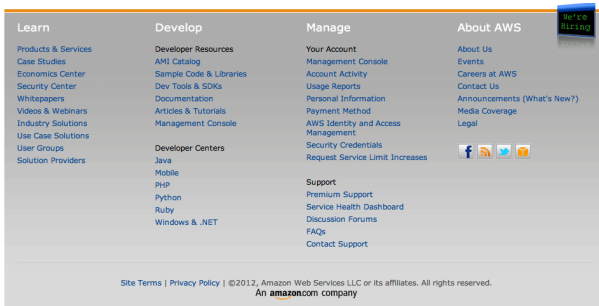 Learn
Products & Services
Case Studies
Economics Center
Security Center
Whitepapers
Videos & Webinars
Industry Solutions
Use Case Solutions
User Groups
Solution Providers
Develop
Developer Resources
AMI Catalog
Sample Code & Libraries
Dev Tools & SDKs
Documentation
Articles & Tutorials
Management Console
Developer Centers
Java
Mobile
PHP
Python
Ruby
Windows & .NET
Manage
Your Account
Management Console
Account Activity
Usage Reports
Personal Information
Payment Method
AWS Identity and Access
Management
Security Credentials
Request Service Limit Increases
Support
Premium Support
Service Health Dashboard
Discussion Forums
FAQs
Contact Support
About AWS
About Us
Events
Careers at AWS
Contact Us
Announcements (What's New?)
Media Coverage
Legal
We're
Hiring
Site Terms | Privacy Policy | ©2012, Amazon Web Services LLC or its affiliates. All rights reserved.
An amazon.com company